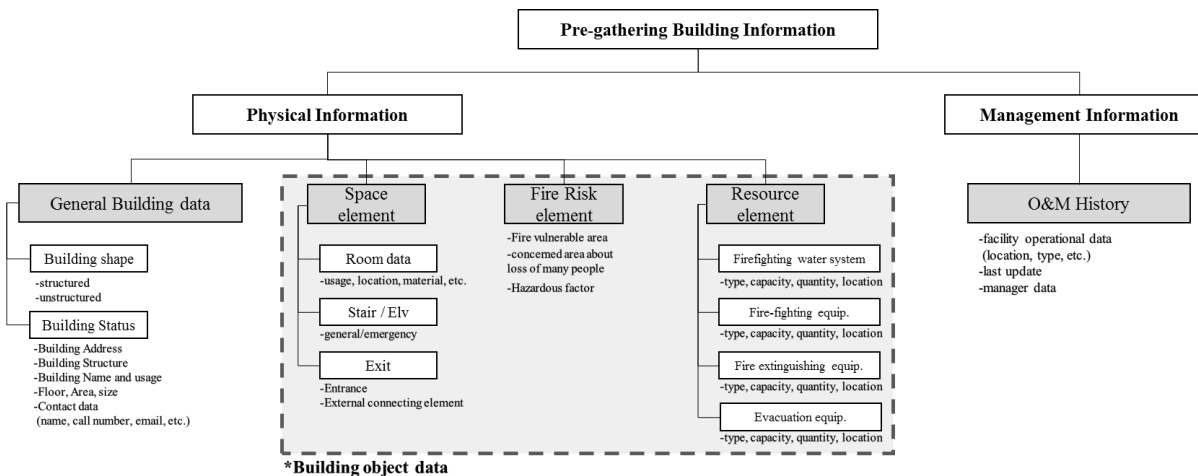 Pre-gathering Building Information
Physical Information
Management Information
General Building data
Building shape
-structured
-unstructured
Building Status
-Building Address
-Building Structure
-Building Name and usage
-Floor, Area, size
-Contact data
(name, call number, email, etc.)
Space
element
Room data
-usage, location, material, etc.
Stair / Elv
-general/emergency
Exit
-Entrance
-External connecting element
Fire Risk
element
-Fire vulnerable area
-concerned area about
loss of many people
-Hazardous factor
Resource
element
Firefighting water system
-type, capacity, quantity, location
Fire-fighting equip.
-type, capacity, quantity, location
Fire extinguishing equip.
-type, capacity, quantity, location
Evacuation equip.
-type, capacity, quantity, location
O&M History
-facility operational data
(location, type, etc.)
-last update
-manager data
*Building object data